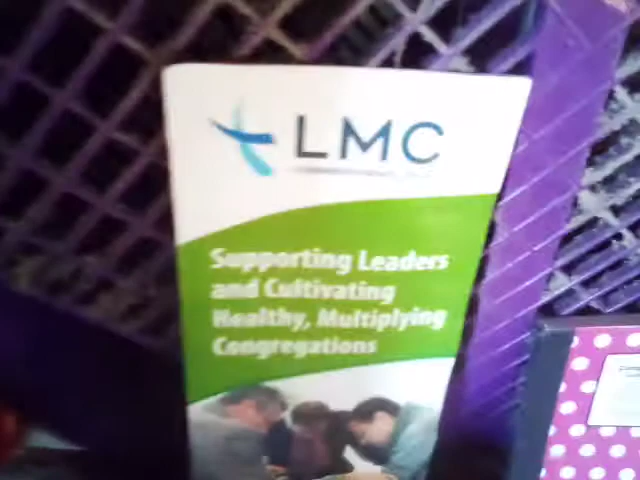 LMC
Supporting Leaders
and Cultivating
Healthy, Multiplying
Congregations